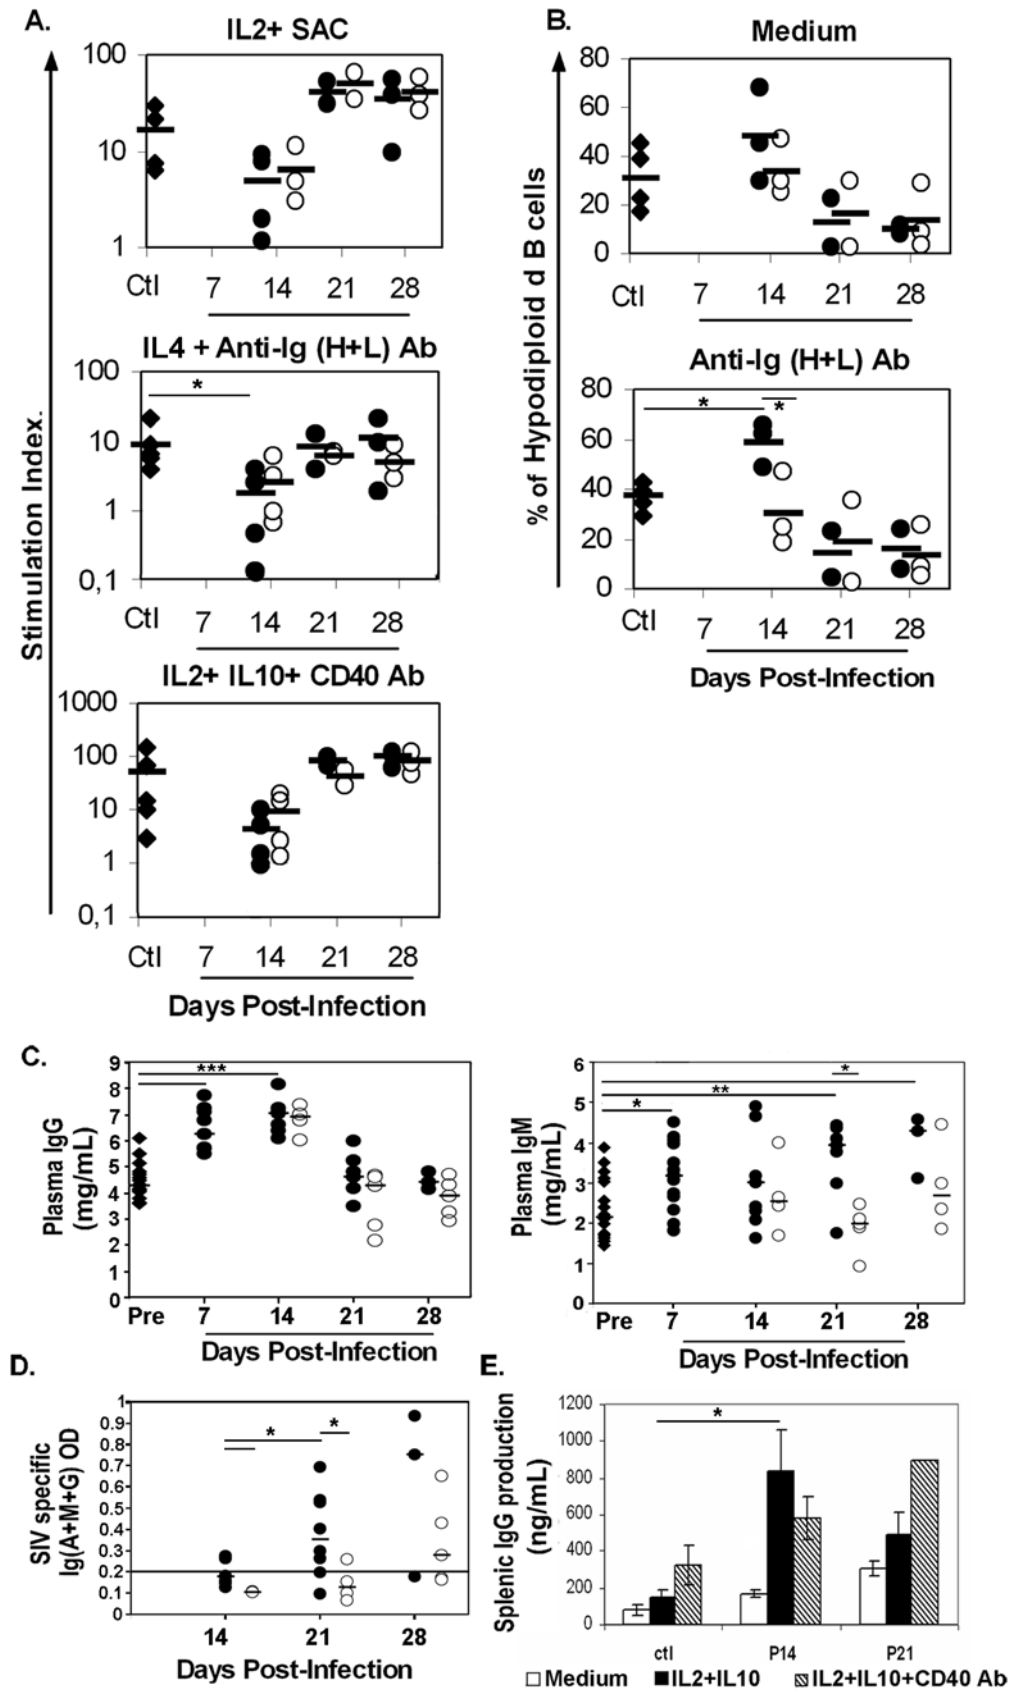 A.
IL2+ SAC
100
10
1
Ctl 7 14 21 28
IL4 + Anti-Ig (H+L) Ab
100
*
10
1
0,1
Ctl 7 14 21 28
IL2+ IL10+ CD40 Ab
1000
100
10
1
0,1
Ctl 7 14 21 28
Days Post-Infection
Stimulation Index.
B.
Medium
80
60
40
20
0
Ctl 7 14 21 28
Anti-Ig (H+L) Ab
80
* *
60
40
20
0
Ctl 7 14 21 28
Days Post-Infection
% of Hypodiploid d B cells
C.
9
8
7
6
5
4
3
2
1
0
***
Plasma IgG
(mg/mL)
Pre 7 14 21 28
Days Post-Infection
6
5
4
3
2
1
0
*
**
*
Plasma IgM
(mg/mL)
Pre 7 14 21 28
Days Post-Infection
D.
1
0.9
0.8
0.7
0.6
0.5
0.4
0.3
0.2
0.1
0
* *
SIV specific
Ig(A+M+G) OD
14 21 28
Days Post-Infection
E.
1200
1000
800
600
400
200
0
*
Splenic IgG production
(ng/mL)
ctl P14 P21
Medium IL2+IL10 IL2+IL10+CD40 Ab